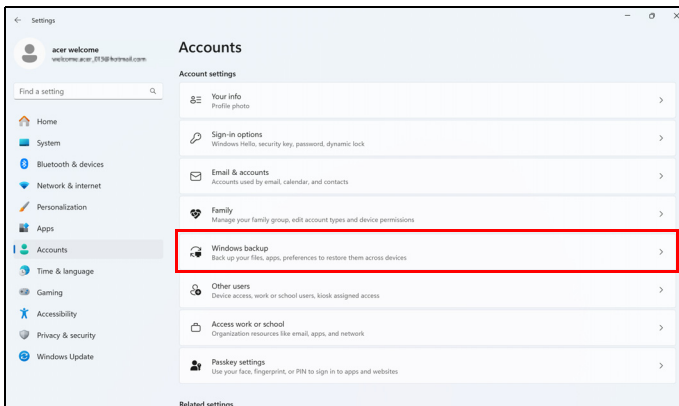 Settings
acer welcome
Find a setting
Home
System
Bluetooth & devices
Network & internet
Personalization
Apps
Accounts
Time & language
Gaming
Accessibility
Privacy & security
Windows Update
Accounts
Account settings
Your info
Profile photo
Sign-in options
Windows Hello, security key, password, dynamic lock
Email & accounts
Accounts used by email, calendar, and contacts
Family
Manage your family group, edit account types and device permissions
Windows backup
Back up your files, apps, preferences to restore them across devices
Other users
Device access, work or school users, kiosk assigned access
Access work or school
Organization resources like email, apps, and network
Passkey settings
Use your face, fingerprint, or PIN to sign in to apps and websites
Related settings